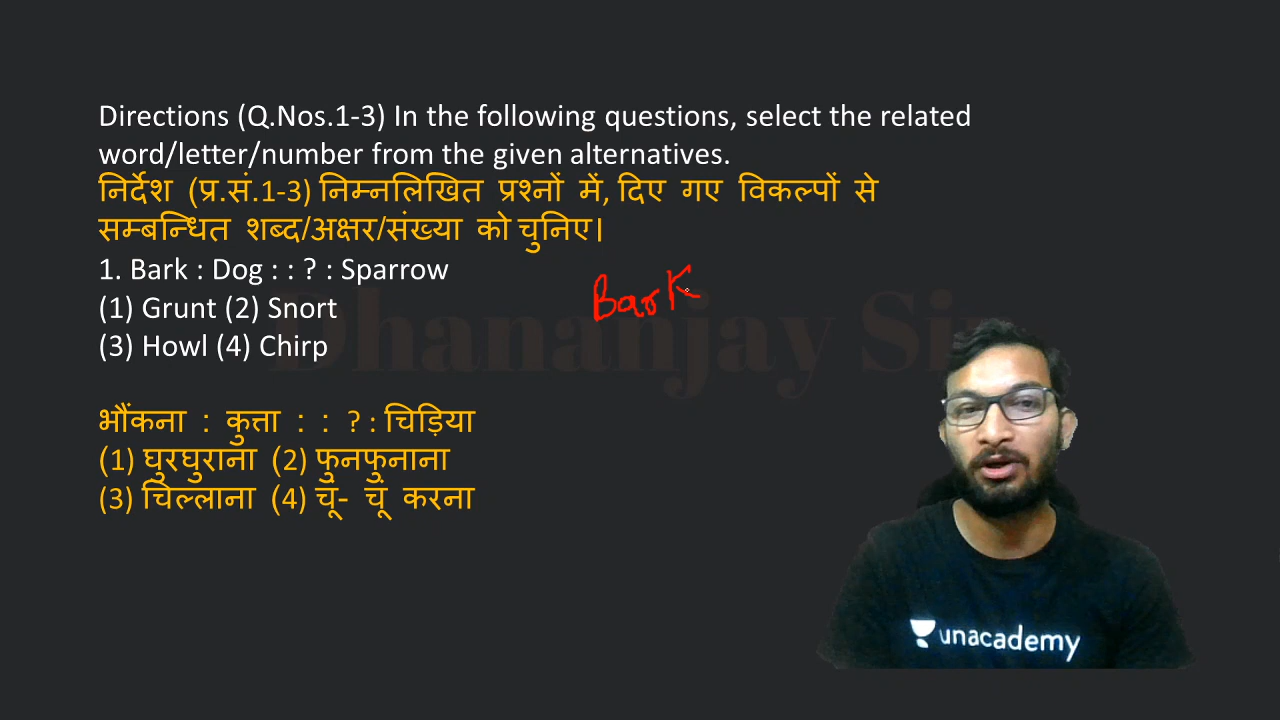 Directions (Q.Nos.1-3) In the following questions, select the related
word/letter/number from the given alternatives.
निर्देश (प्र.सं.1-3) निम्नलिखित प्रश्नों में, दिए गए विकल्पों से
सम्बन्धित शब्द/अक्षर/संख्या को चुनिए।
1. Bark : Dog : : ? : Sparrow
(1) Grunt (2) Snort
(3) Howl (4) Chirp
Bark
Dhananjay Sir
भौंकना : कुत्ता : : ? : चिड़िया
(1) घुरघुराना (2) फुनफुनाना
(3) चिल्लाना (4) चूं- चूं करना
unacademy